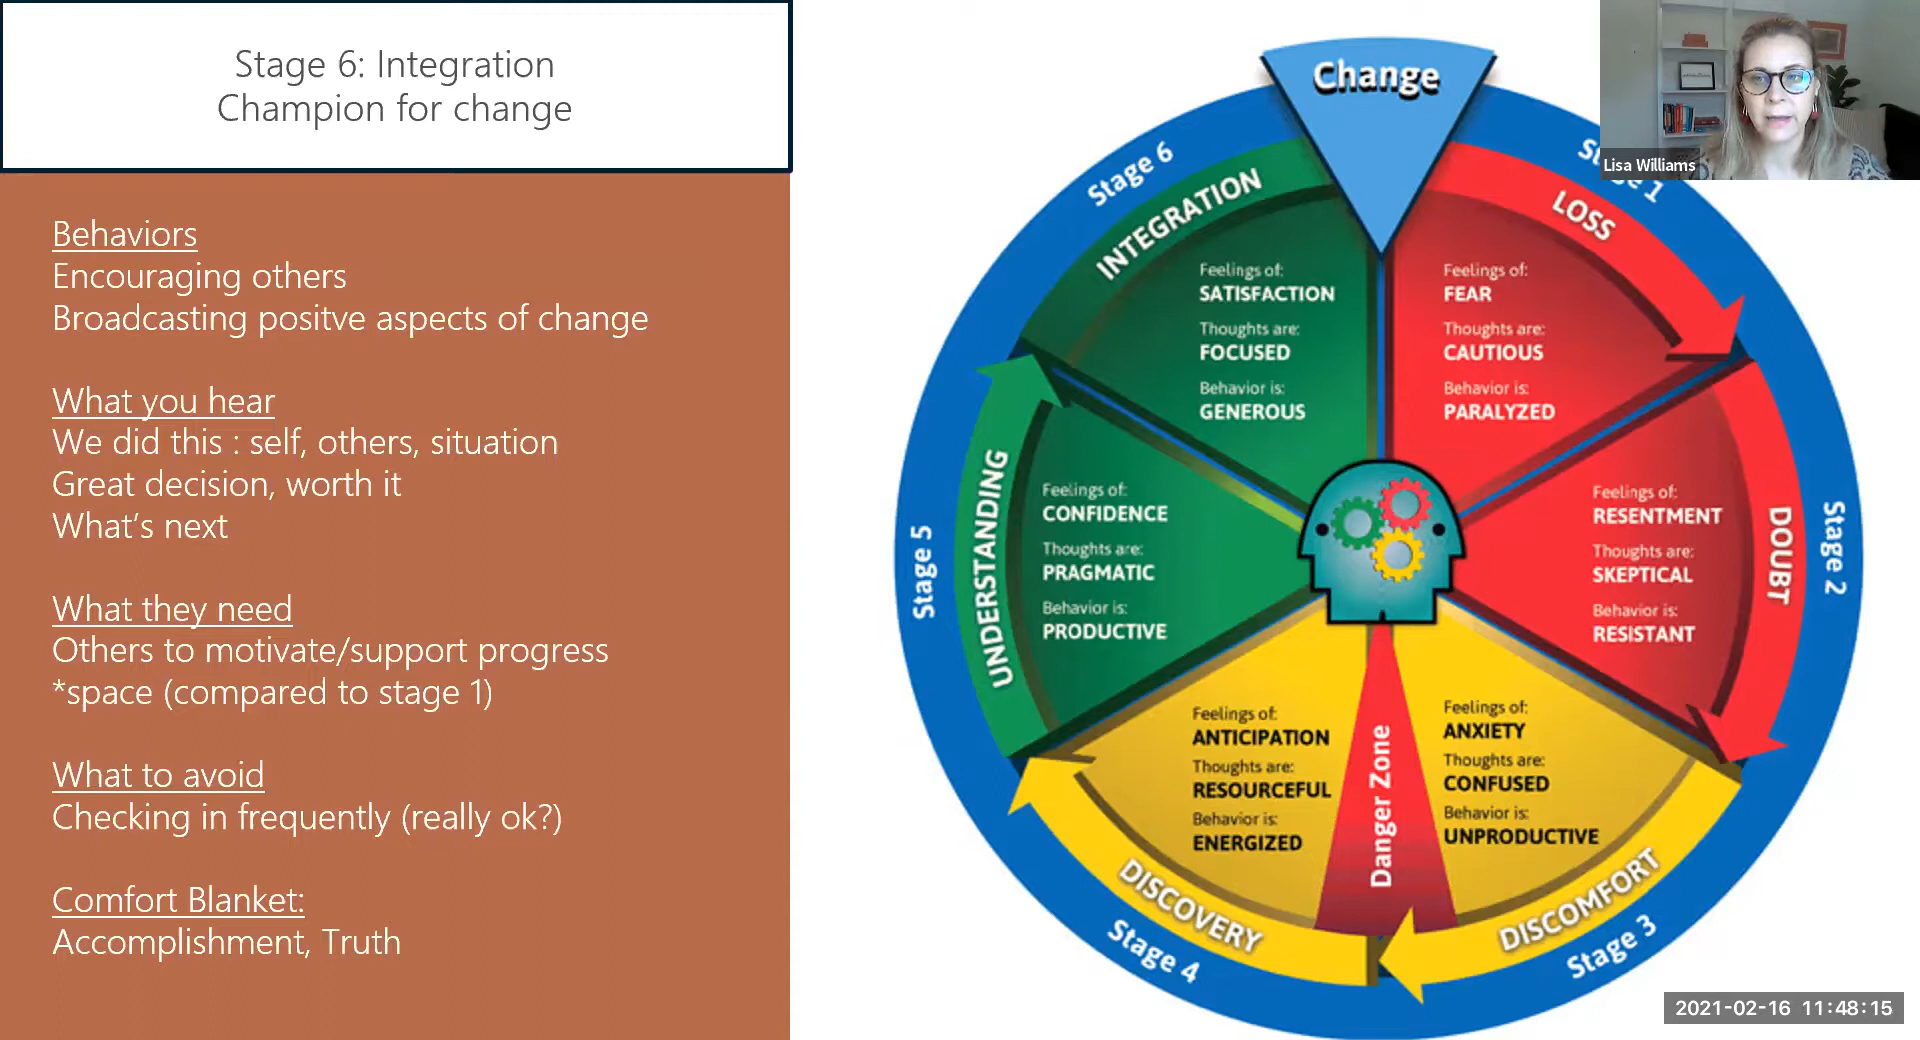 Stage 6: Integration
Champion for change
Behaviors
Encouraging others
Broadcasting positve aspects of change
What you hear
We did this : self, others, situation
Great decision, worth it
What's next
What they need
Others to motivate/support progress
*space (compared to stage 1)
What to avoid
Checking in frequently (really ok?)
Comfort Blanket:
Accomplishment, Truth
Change
Stage 1
LOSS
Feelings of:
FEAR
Thoughts are:
CAUTIOUS
Behavior is:
PARALYZED
Stage 2
DOUBT
Feelings of:
RESENTMENT
Thoughts are:
SKEPTICAL
Behavior is:
RESISTANT
Stage 3
DISCOMFORT
Feelings of:
ANXIETY
Thoughts are:
CONFUSED
Behavior is:
UNPRODUCTIVE
Danger Zone
Stage 4
DISCOVERY
Feelings of:
ANTICIPATION
Thoughts are:
RESOURCEFUL
Behavior is:
ENERGIZED
Stage 5
UNDERSTANDING
Feelings of:
CONFIDENCE
Thoughts are:
PRAGMATIC
Behavior is:
PRODUCTIVE
Stage 6
INTEGRATION
Feelings of:
SATISFACTION
Thoughts are:
FOCUSED
Behavior is:
GENEROUS
Lisa Williams
2021-02-16 11:48:15